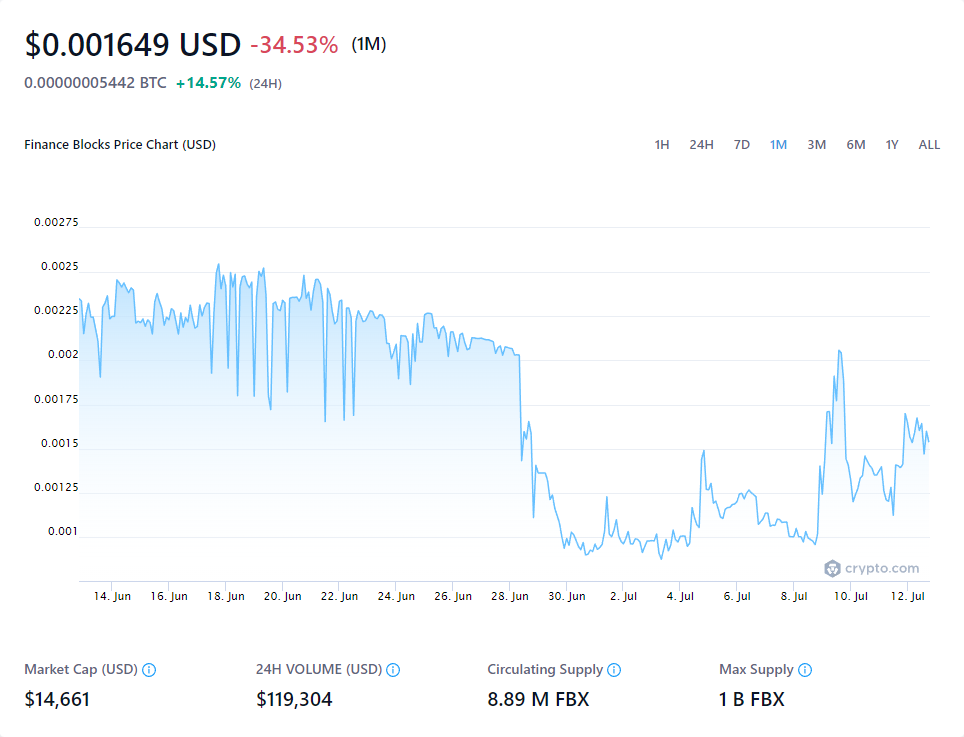 $0.001649 USD -34.53% (1M)
0.00000005442 BTC +14.57% (24H)
Finance Blocks Price Chart (USD) 1H 24H 7D 1M 3M 6M 1Y ALL
0.00275
0.0025
0.00225
0.002
0.00175
0.0015
0.00125
0.001
crypto.com
14. Jun 16. Jun 18. Jun 20. Jun 22. Jun 24. Jun 26. Jun 28. Jun 30. Jun 2. Jul 4. Jul 6. Jul 8. Jul 10. Jul 12. Jul
Market Cap (USD) 24H VOLUME (USD) Circulating Supply Max Supply
$14,661 $119,304 8.89 M FBX 1 B FBX